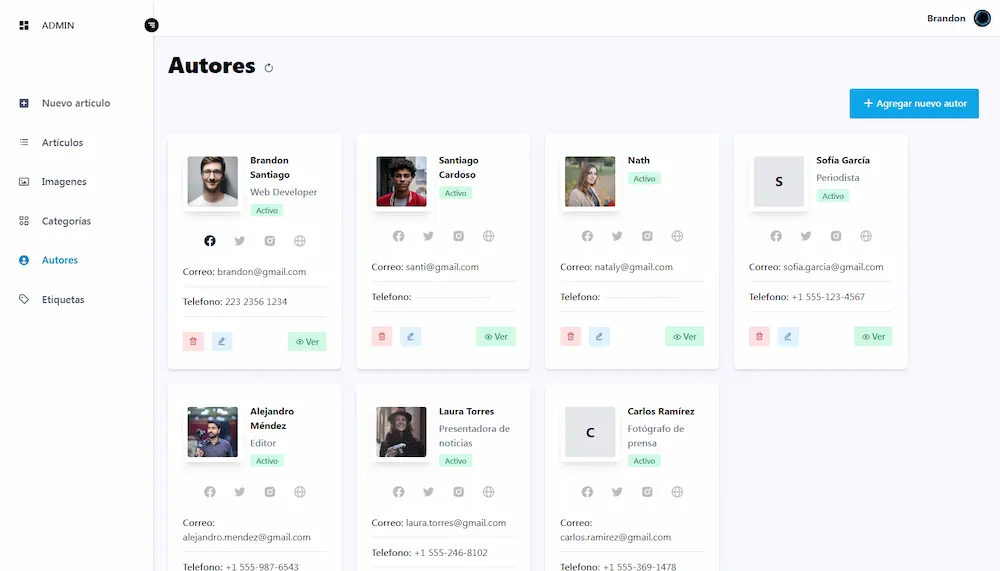 ADMIN
Nuevo artículo
Artículos
Imagenes
Categorías
Autores
Etiquetas
Brandon
Autores
Agregar nuevo autor
Brandon
Santiago
Web Developer
Activo
Correo: brandon@gmail.com
Telefono: 223 2356 1234
Ver
Santiago
Cardoso
Activo
Correo: santi@gmail.com
Telefono:
Ver
Nath
Activo
Correo: nataly@gmail.com
Telefono:
Ver
S
Sofía García
Periodista
Activo
Correo: sofia.garcia@gmail.com
Telefono: +1 555-123-4567
Ver
Alejandro
Méndez
Editor
Activo
Correo:
alejandro.mendez@gmail.com
Telefono: +1 555-987-6543
Laura Torres
Presentadora de
noticias
Activo
Correo: laura.torres@gmail.com
Telefono: +1 555-246-8102
C
Carlos Ramírez
Fotógrafo de
prensa
Activo
Correo:
carlos.ramirez@gmail.com
Telefono: +1 555-369-1478